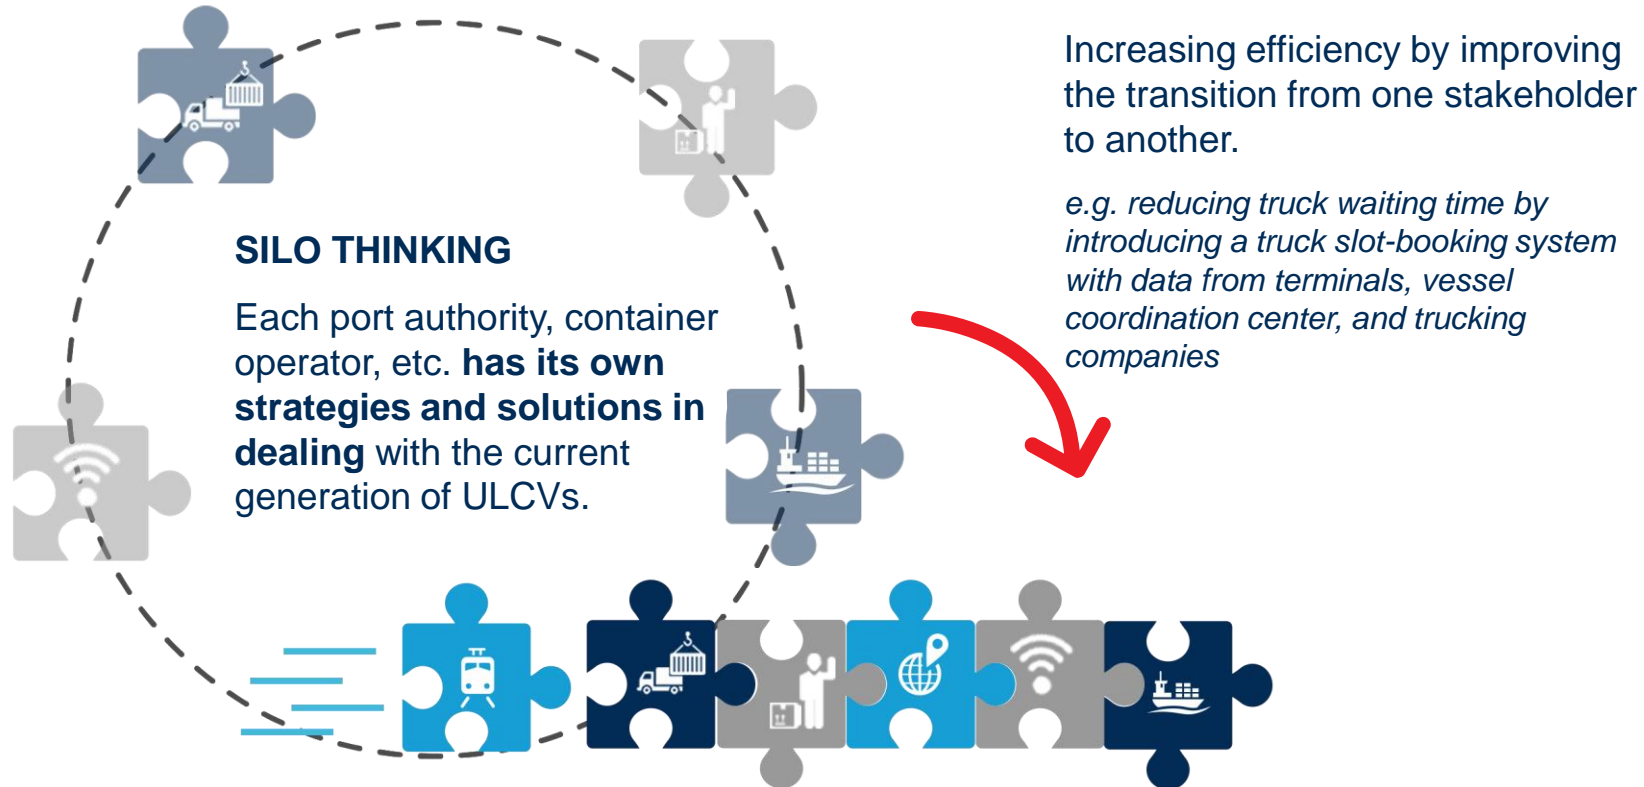 SILO THINKING
Each port authority, container
operator, etc. has its own
strategies and solutions in
dealing with the current
generation of ULCVs.
Increasing efficiency by improving
the transition from one stakeholder
to another.
e.g. reducing truck waiting time by
introducing a truck slot-booking system
with data from terminals, vessel
coordination center, and trucking
companies